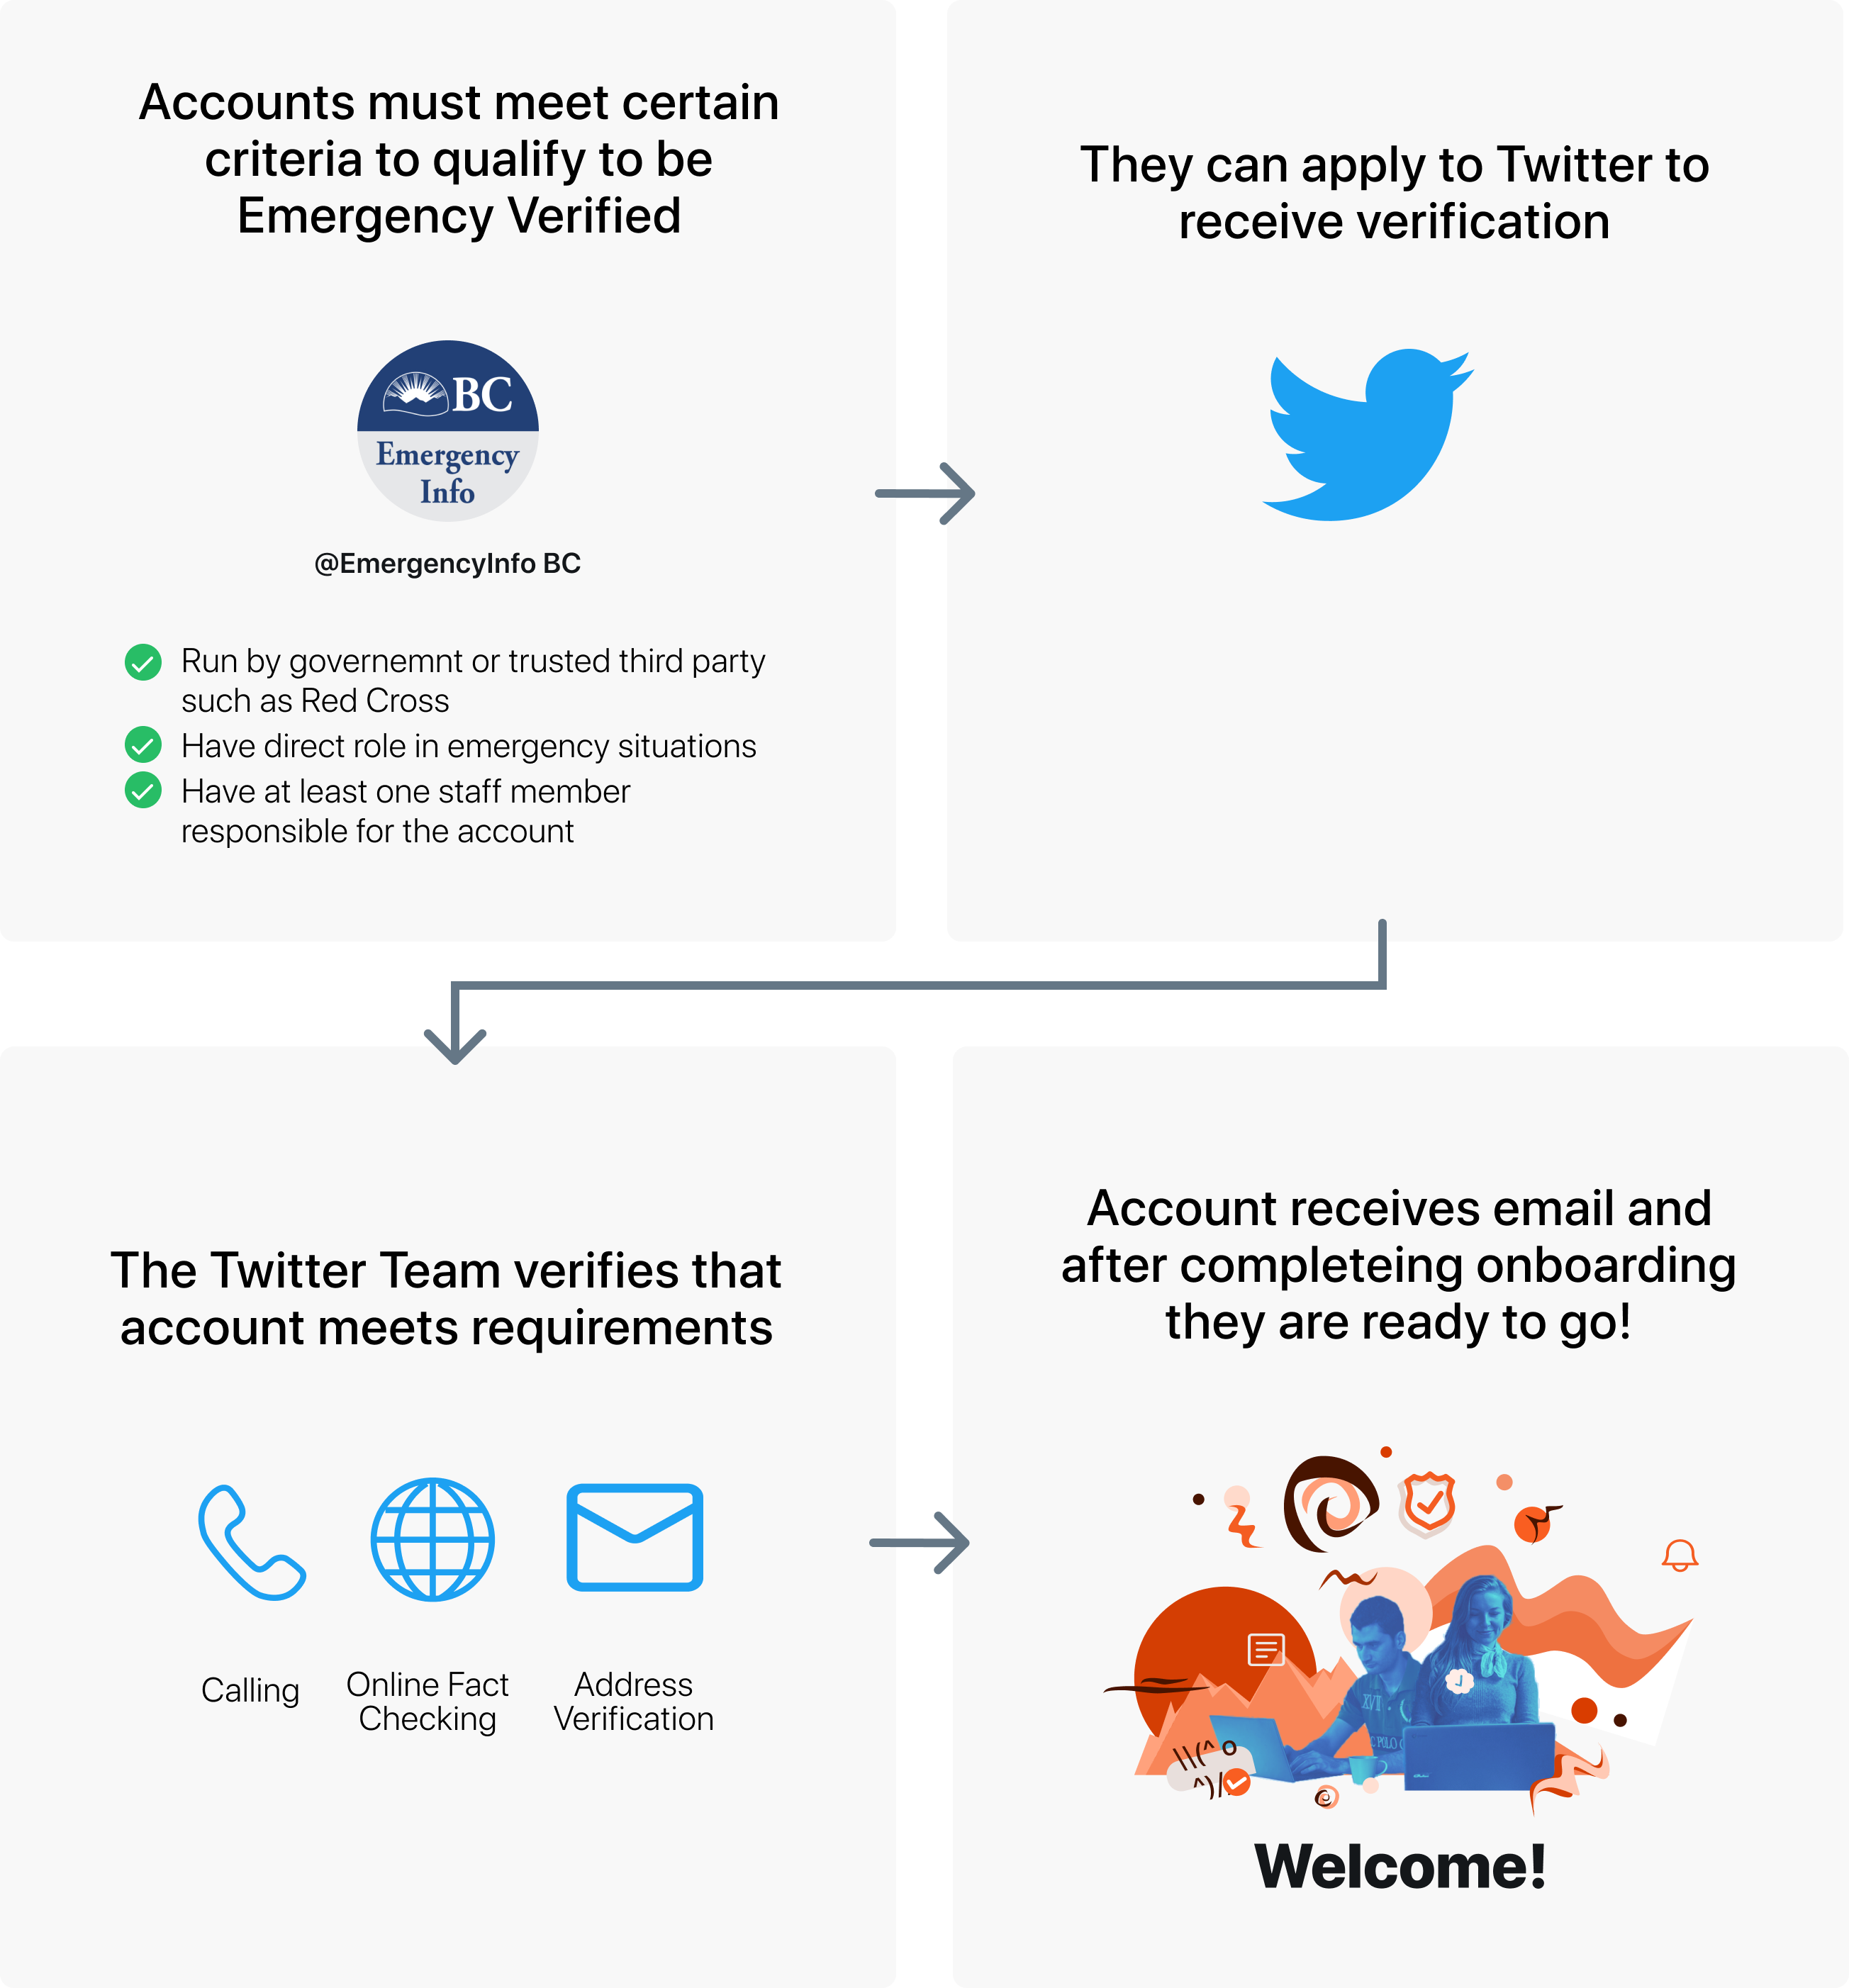 Accounts must meet certain
criteria to qualify to be
Emergency Verified
BC
Emergency
Info
@EmergencyInfo BC
Run by governemnt or trusted third party
such as Red Cross
Have direct role in emergency situations
Have at least one staff member
responsible for the account
They can apply to Twitter to
receive verification
The Twitter Team verifies that
account meets requirements
Calling
Online Fact
Checking
Address
Verification
Account receives email and
after completeing onboarding
they are ready to go!
XVII
POLO
\\(^ o
^)/
Welcome!